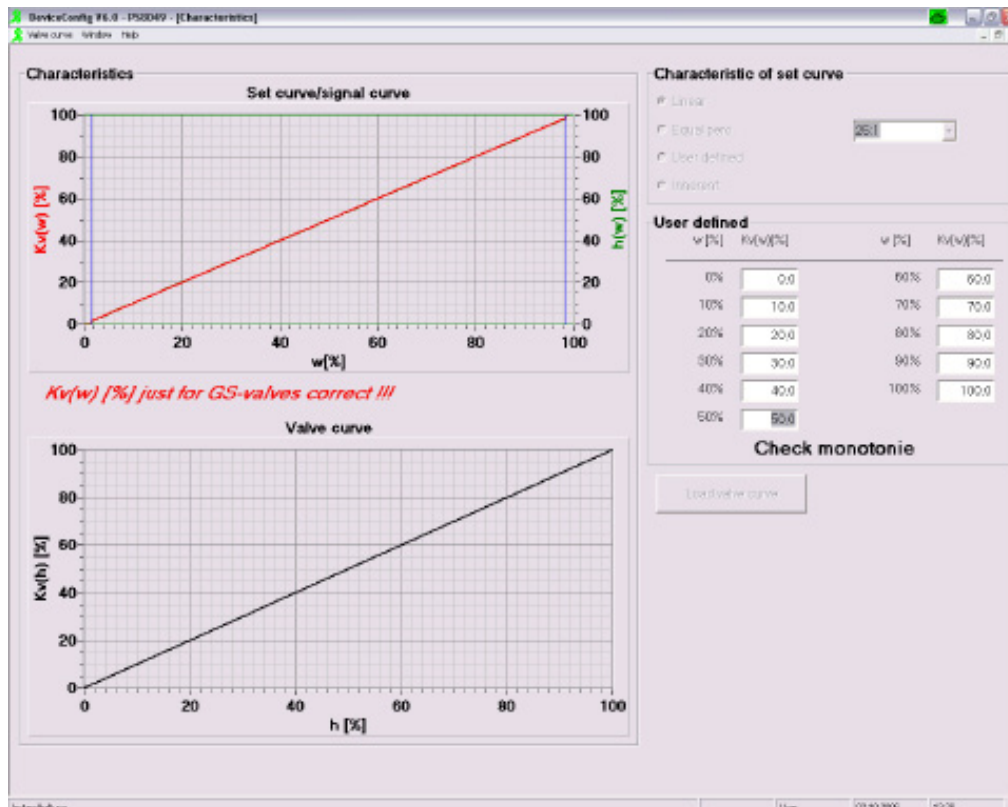 DeviceConfig V6.0 - PS8049 - [Characteristics]
Valve curve Window Help
Characteristics
Set curve/signal curve
Kv(w) [%]
100
80
60
40
20
0
100
80
60
40
20
0
h(w) [%]
0 20 40 60 80 100
w[%]
Kv(w) [%] just for GS-valves correct !!!
Valve curve
Kv(h) [%]
100
80
60
40
20
0
0 20 40 60 80 100
h [%]
Characteristic of set curve
Linear
Equal perc
25:1
User defined
Inherent
User defined
w [%] Kv(w)[%] w [%] Kv(w)[%]
0% 0,0 60% 60,0
10% 10,0 70% 70,0
20% 20,0 80% 80,0
30% 30,0 90% 90,0
40% 40,0 100% 100,0
50% 50,0
Check monotonie
Load valve curve